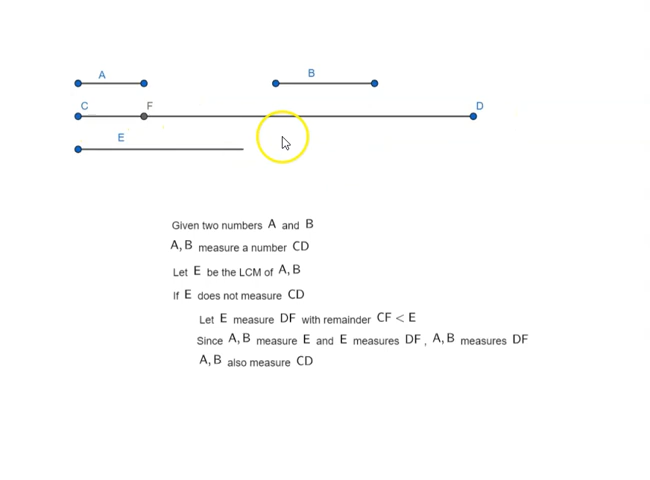 A
B
C
F
D
E
Given two numbers A and B
A, B measure a number CD
Let E be the LCM of A, B
If E does not measure CD
Let E measure DF with remainder CF < E
Since A, B measure E and E measures DF, A, B measures DF
A, B also measure CD